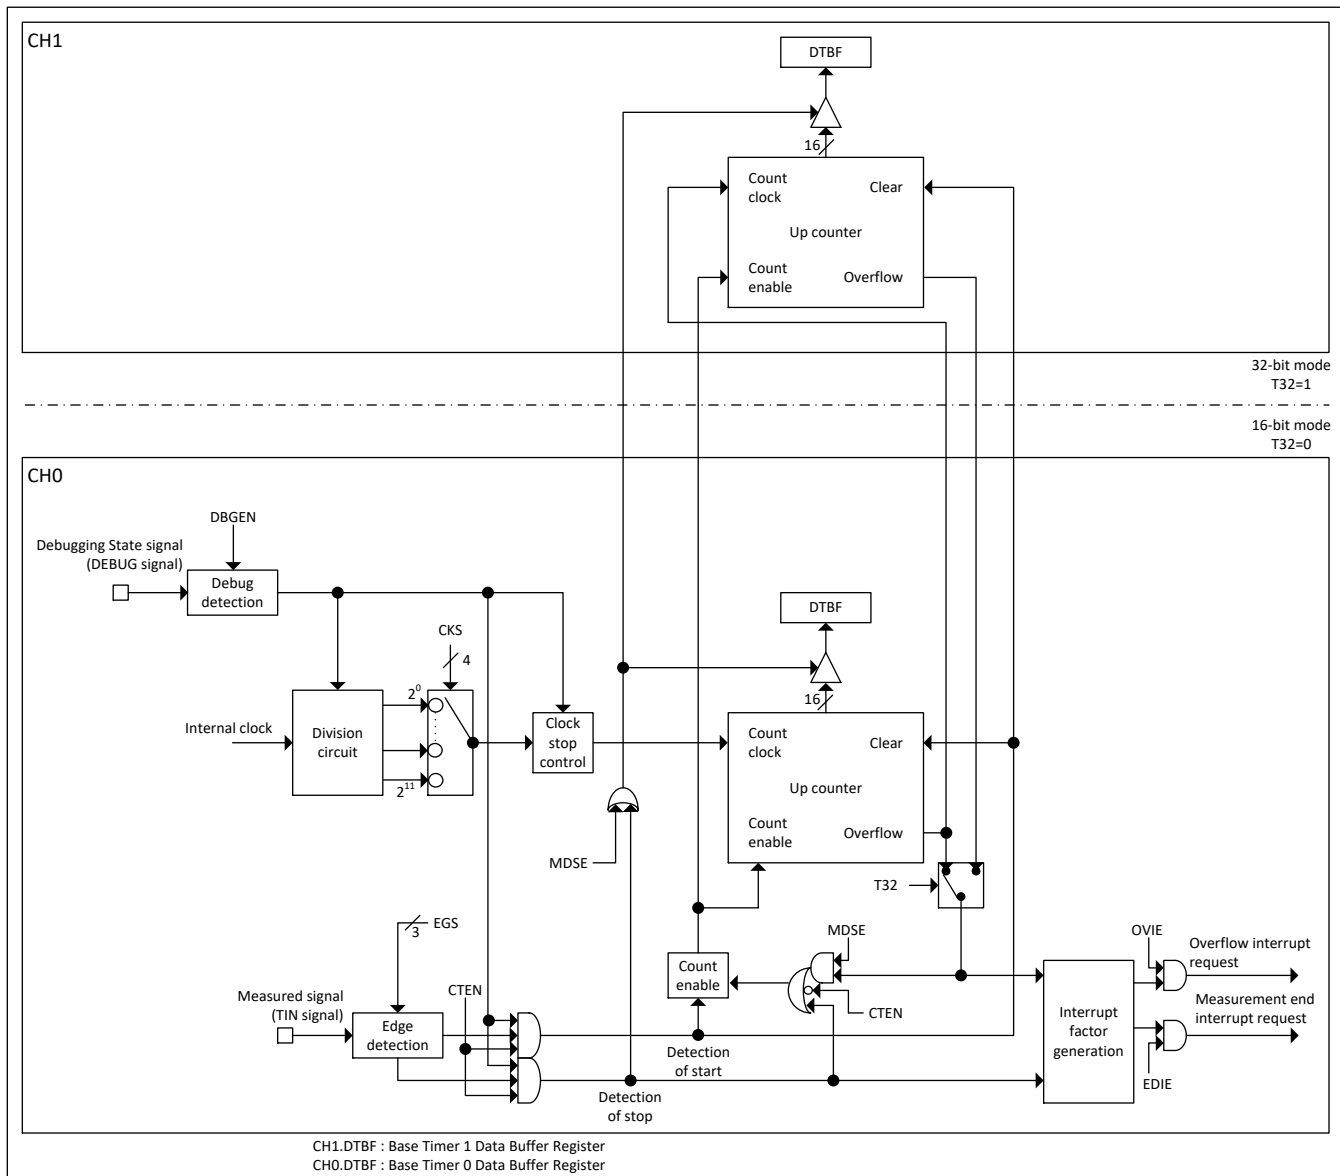 CH1
DTBF
16
Count
clock
Clear
Up counter
Count
enable
Overflow
32-bit mode
T32=1
16-bit mode
T32=0
CH0
DBGEN
Debugging State signal
(DEBUG signal)
Debug
detection
DTBF
CKS
4
16
2^0
Internal clock
Division
circuit
2^11
Clock
stop
control
Count
clock
Clear
Up counter
Count
enable
Overflow
MDSE
T32
EGS
3
MDSE
OVIE
Overflow interrupt
request
Count
enable
CTEN
CTEN
Measured signal
(TIN signal)
Edge
detection
Interrupt
factor
generation
Measurement end
interrupt request
Detection
of start
EDIE
Detection
of stop
CH1.DTBF : Base Timer 1 Data Buffer Register
CH0.DTBF : Base Timer 0 Data Buffer Register